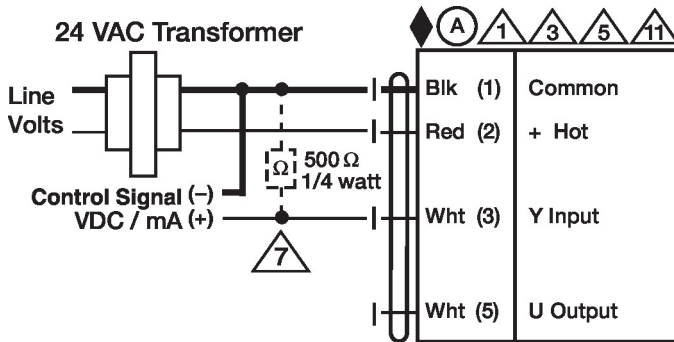 24 VAC Transformer
A 1 3 5 11
Line
Volts
Blk (1) Common
Red (2) + Hot
Ω 500 Ω
1/4 watt
Control Signal (–)
VDC / mA (+)
Wht (3) Y Input
7
Wht (5) U Output